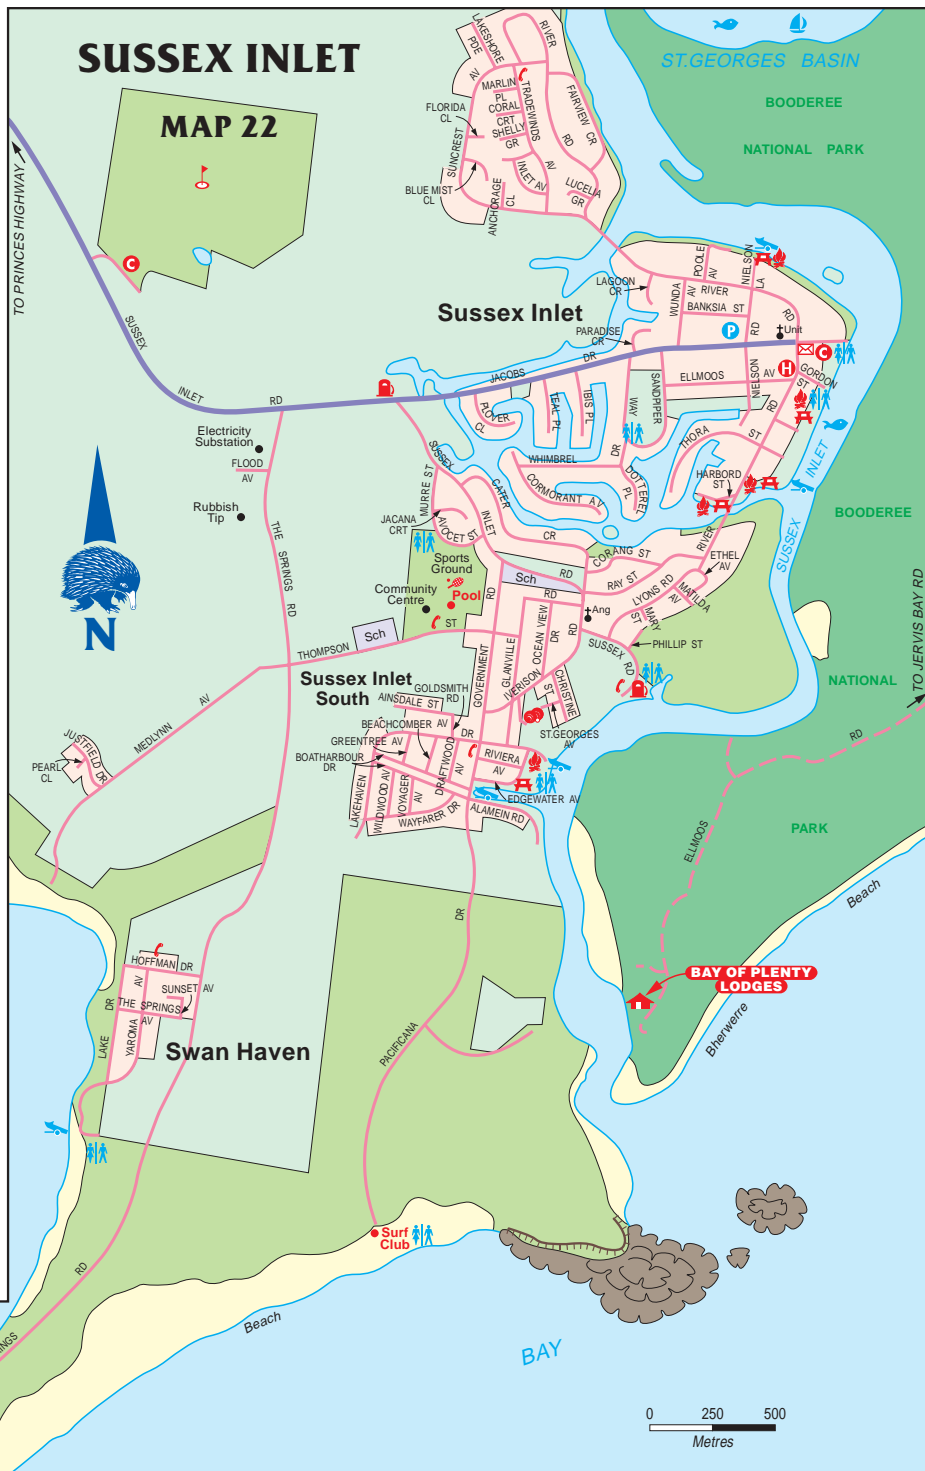 SUSSEX INLET
MAP 22
TO PRINCES HIGHWAY
LAKESHORE
PDE
RIVER
AV
MARLIN
PL
CORAL
CRT
SHELLY
GR
TRADEWINDS
AV
FAIRVIEW CR
RD
FLORIDA
CL
SUNCREST
BLUE MIST
CL
ANCHORAGE
CL
INLET AV
LUCELIA
GR
ST.GEORGES BASIN
BOODEREE
NATIONAL PARK
C
SUSSEX
INLET
RD
Sussex Inlet
LAGOON
CR
PARADISE
CR
WUNDA
AV
POOLE
AV
NIELSON
LA
RIVER
RD
BANKSIA ST
RD
P
Unit
C
H
GORDON
ST
JACOBS
DR
ELLMOOS
AV
NIELSON
RD
SANDPIPER
WAY
PLOVER
CL
TEAL PL
IBIS PL
THORA
ST
WHIMBREL
DR
CORMORANT AV
DOTTEREL
PL
HARBORD
ST
INLET
SUSSEX
BOODEREE
Electricity
Substation
FLOOD
AV
Rubbish
Tip
THE SPRINGS
RD
SUSSEX
MURRE ST
CATER
INLET
JACANA
CRT
AVOCET ST
CR
CORANG ST
RIVER
ETHEL
AV
Sports
Ground
Community
Centre
Pool
Sch
RD
RD
RD
RAY ST
LYONS RD
MATILDA
AV
MARY
ST
Ang
PHILLIP ST
Sch
ST
THOMPSON
GOVERNMENT
GLANVILLE
OCEAN VIEW
DR
RD
IVERISON
SUSSEX RD
CHRISTINE
ST
ST.GEORGES
AV
NATIONAL
TO JERVIS BAY RD
RD
Sussex Inlet
South
GOLDSMITH
RD
AINSDALE ST
BEACHCOMBER AV
GREENTREE AV
BOATHARBOUR
DR
DR
DRAFTWOOD
AV
RIVIERA
AV
EDGEWATER AV
LAKEHAVEN
WILDWOOD AV
VOYAGER
AV
WAYFARER DR
ALAMEIN RD
MEDLYNN
AV
JUSTFIELD DR
PEARL
CL
PARK
ELLMOOS
Beach
BAY OF PLENTY
LODGES
Bherwerre
RD
DR
PACIFICANA
HOFFMAN DR
AV
DR
SUNSET AV
THE SPRINGS
AV
YAROMA
LAKE
Swan Haven
Surf
Club
RD
Beach
BAY
0 250 500
Metres
N